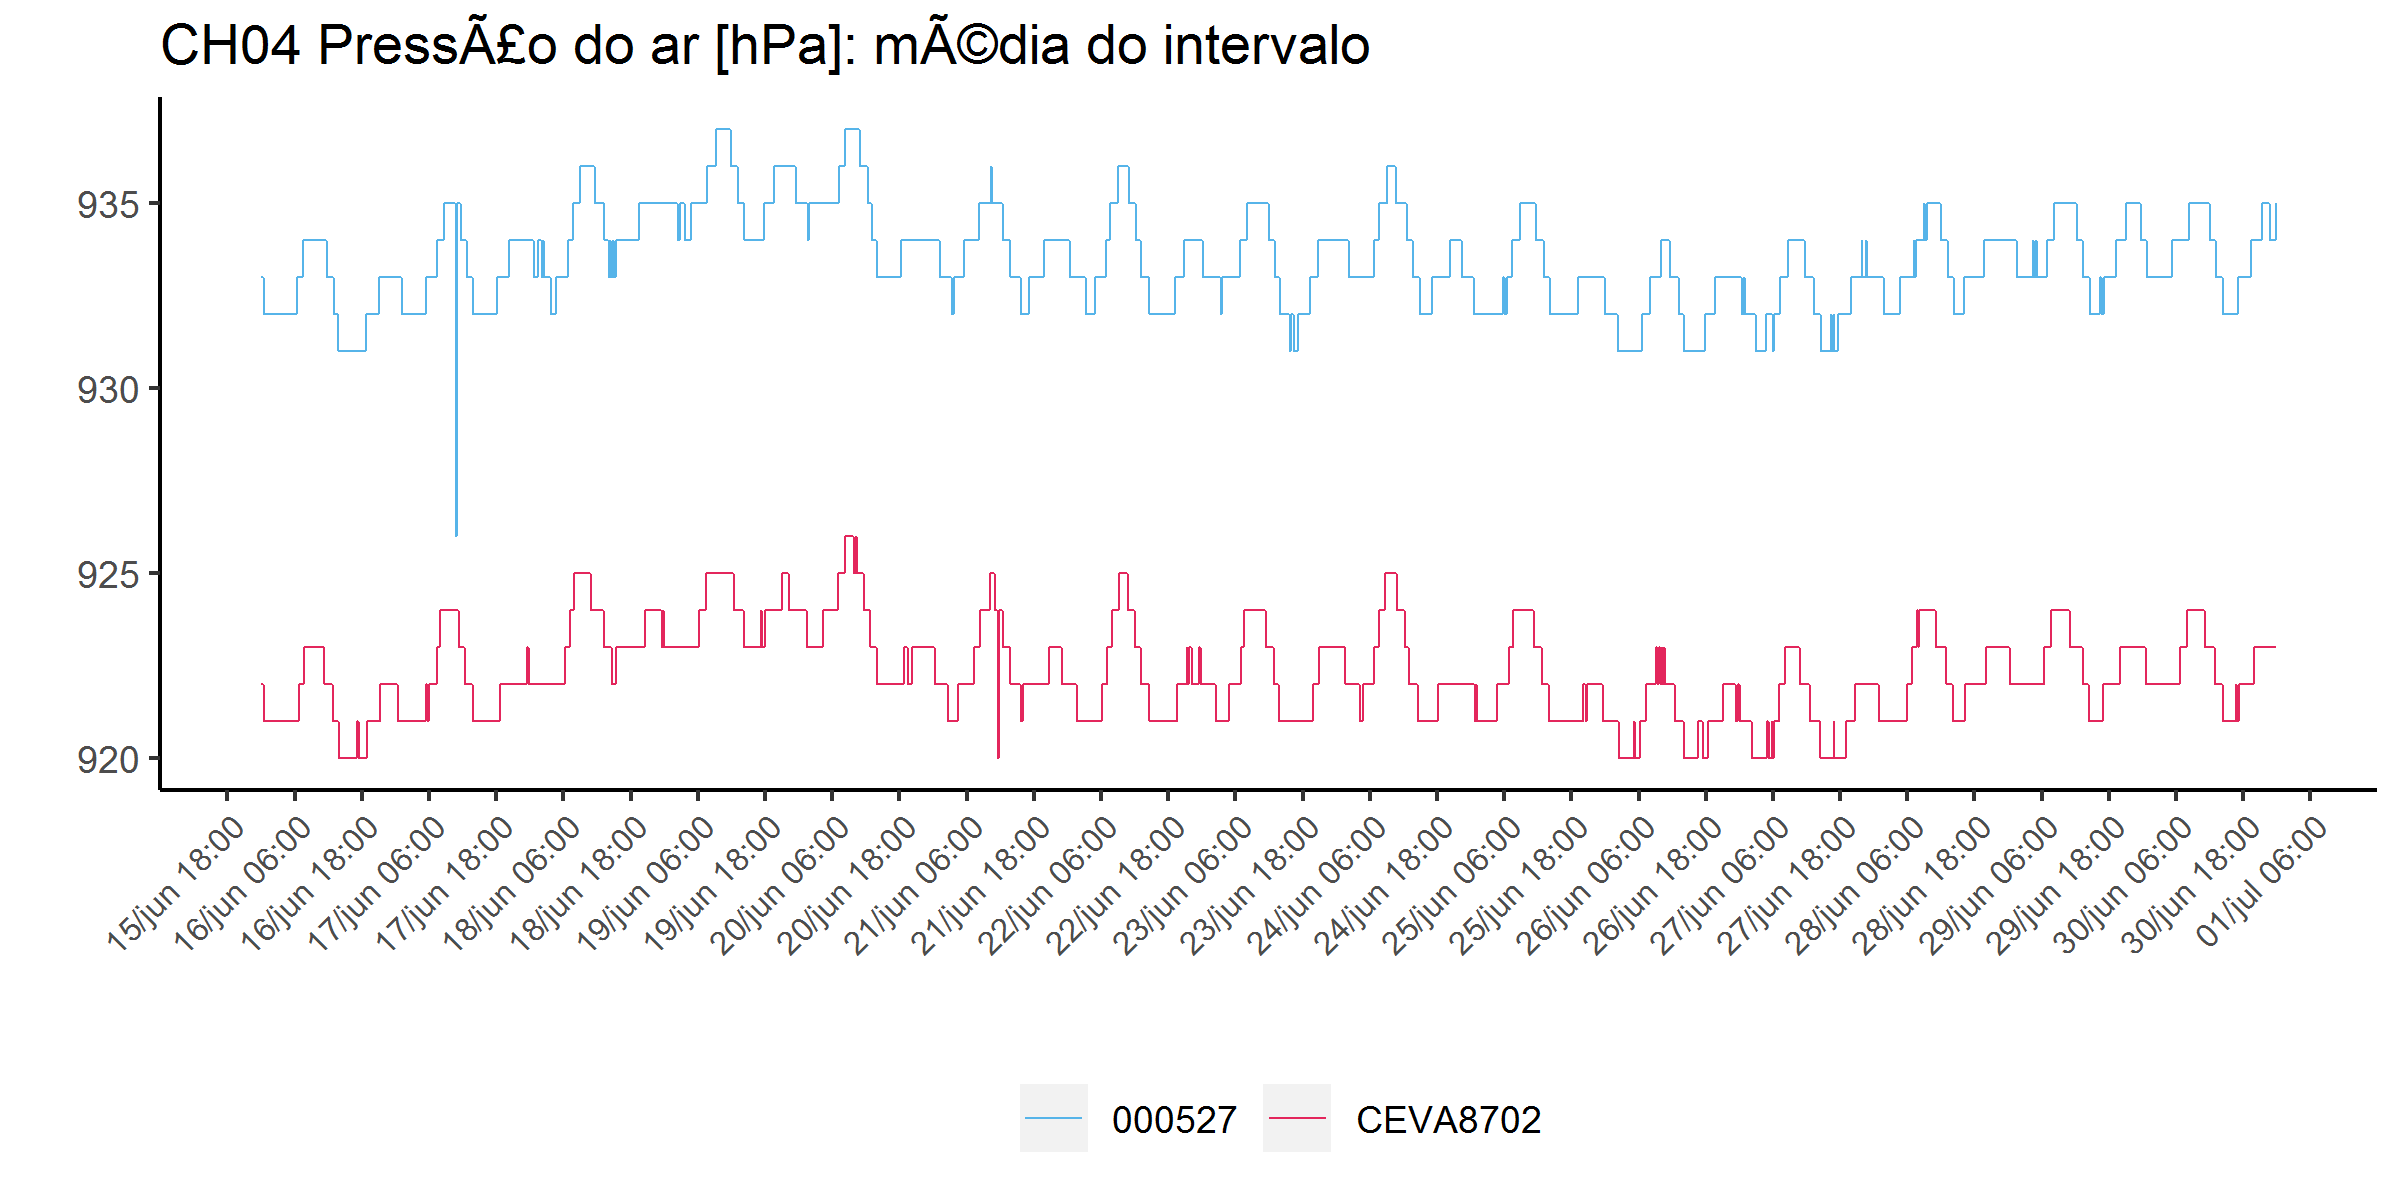 CH04 PressÃ£o do ar [hPa]: mÃ©dia do intervalo
935
930
925
920
15/jun 18:00
16/jun 06:00
16/jun 18:00
17/jun 06:00
17/jun 18:00
18/jun 06:00
18/jun 18:00
19/jun 06:00
19/jun 18:00
20/jun 06:00
20/jun 18:00
21/jun 06:00
21/jun 18:00
22/jun 06:00
22/jun 18:00
23/jun 06:00
23/jun 18:00
24/jun 06:00
24/jun 18:00
25/jun 06:00
25/jun 18:00
26/jun 06:00
26/jun 18:00
27/jun 06:00
27/jun 18:00
28/jun 06:00
28/jun 18:00
29/jun 06:00
29/jun 18:00
30/jun 06:00
30/jun 18:00
01/jul 06:00
000527
CEVA8702